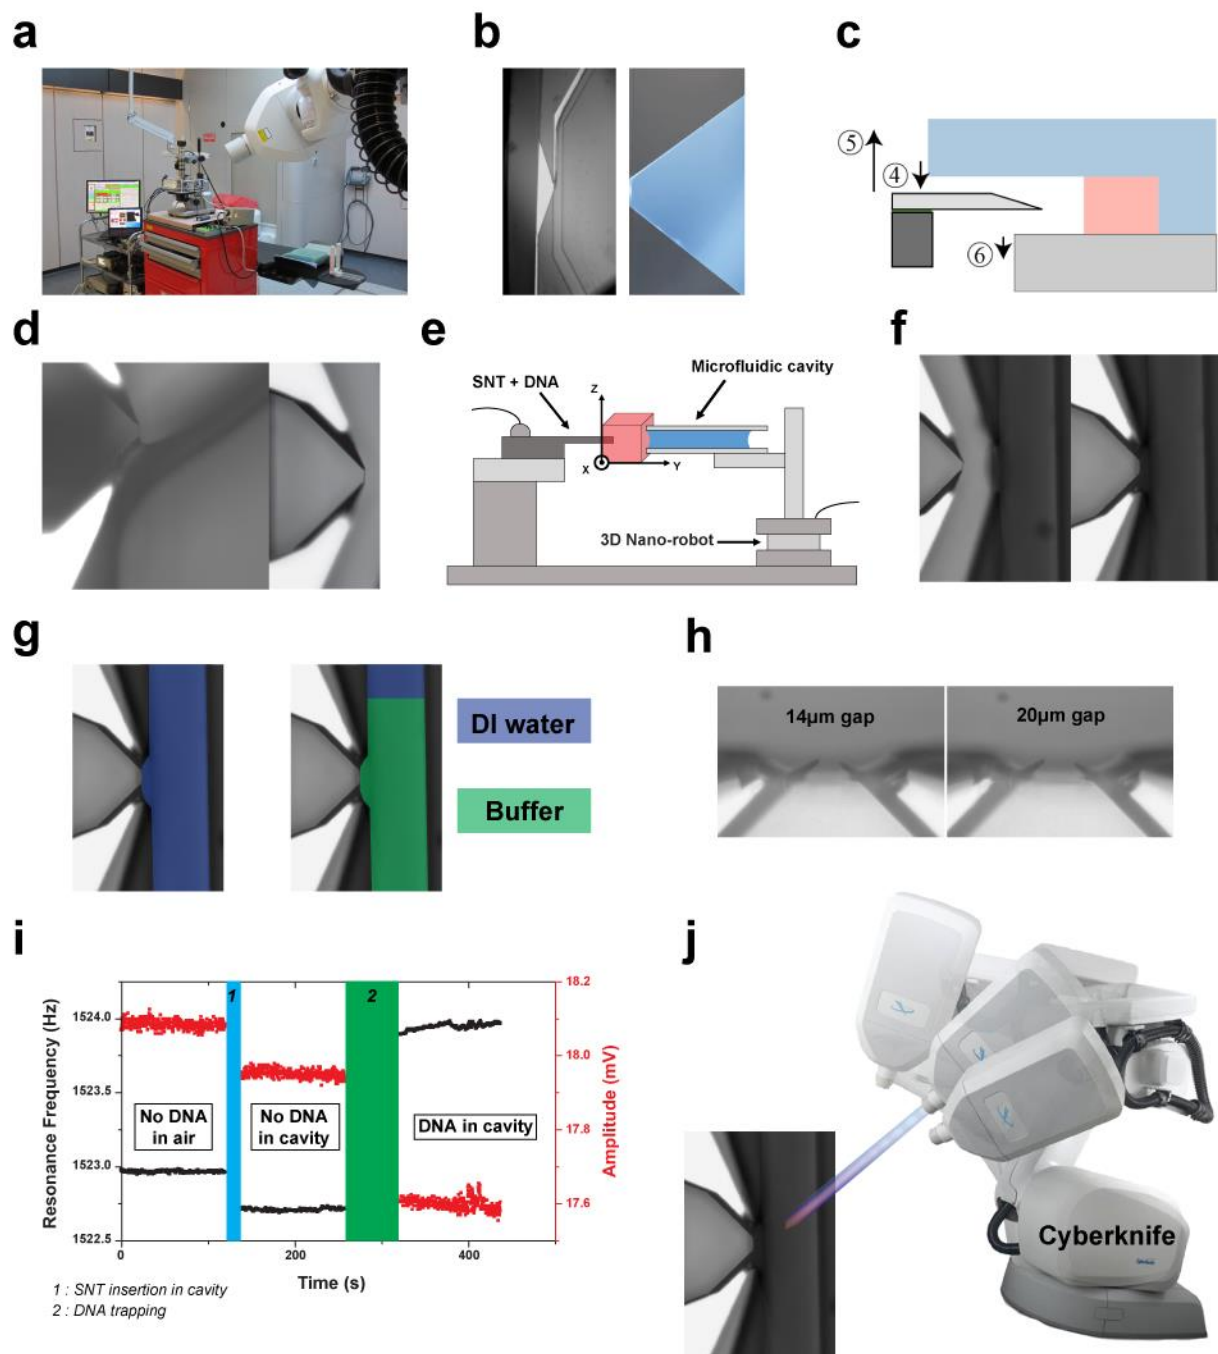 a
b
c
⑤
④
⑥
d
e
Microfluidic cavity
SNT + DNA
Z
X
Y
3D Nano-robot
f
g
DI water
Buffer
h
14µm gap
20µm gap
i
Resonance Frequency (Hz)
1524.0
1523.5
1523.0
1522.5
1
2
No DNA
in air
No DNA
in cavity
DNA in cavity
18.2
18.0
17.8
17.6
Amplitude (mV)
0
200
400
Time (s)
1 : SNT insertion in cavity
2 : DNA trapping
j
Cyberknife